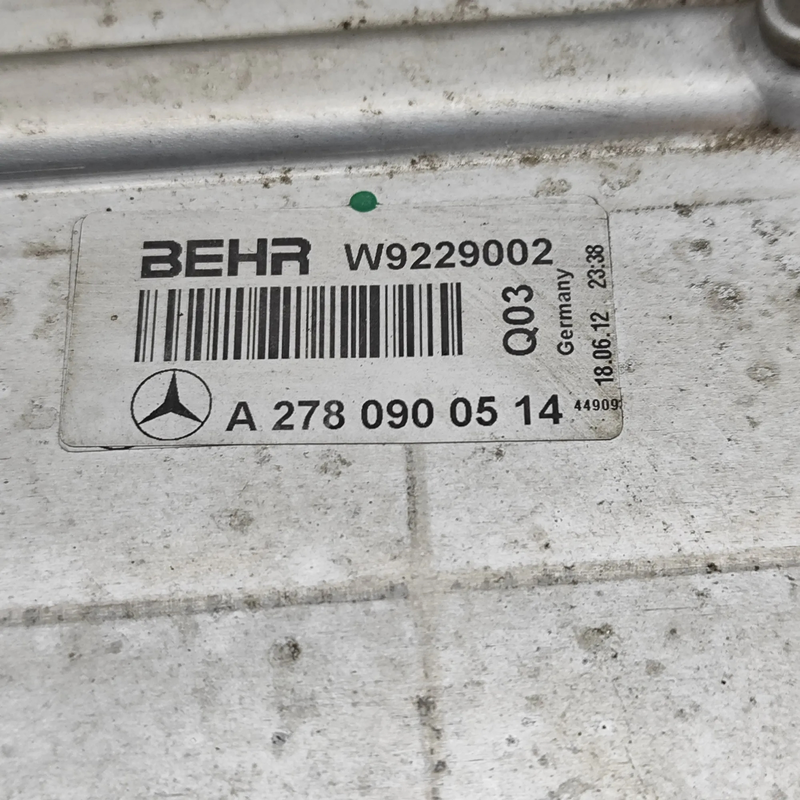 BEHR W9229002
Q03
Germany
18.06.12 23:38
A 278 090 05 14 44909